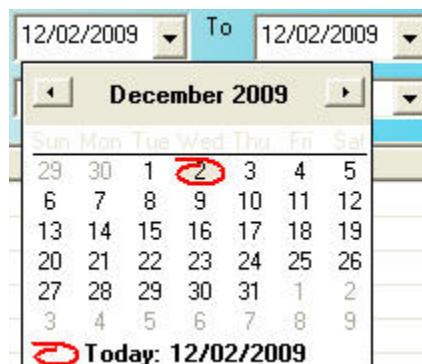 12/02/2009 To 12/02/2009
December 2009
Sun Mon Tue Wed Thu Fri Sat
29 30 1 2 3 4 5
6 7 8 9 10 11 12
13 14 15 16 17 18 19
20 21 22 23 24 25 26
27 28 29 30 31 1 2
3 4 5 6 7 8 9
Today: 12/02/2009